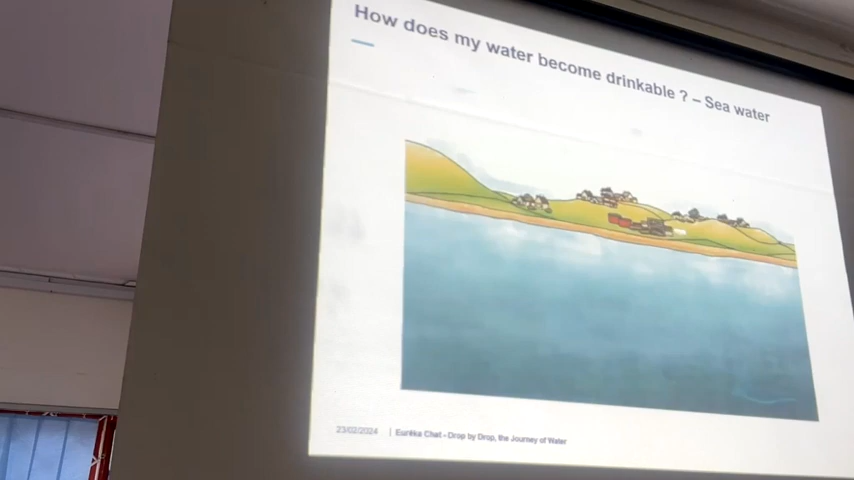 How does my water become drinkable ? – Sea water
23/02/2024 | Eurêka Chat - Drop by Drop, the Journey of Water